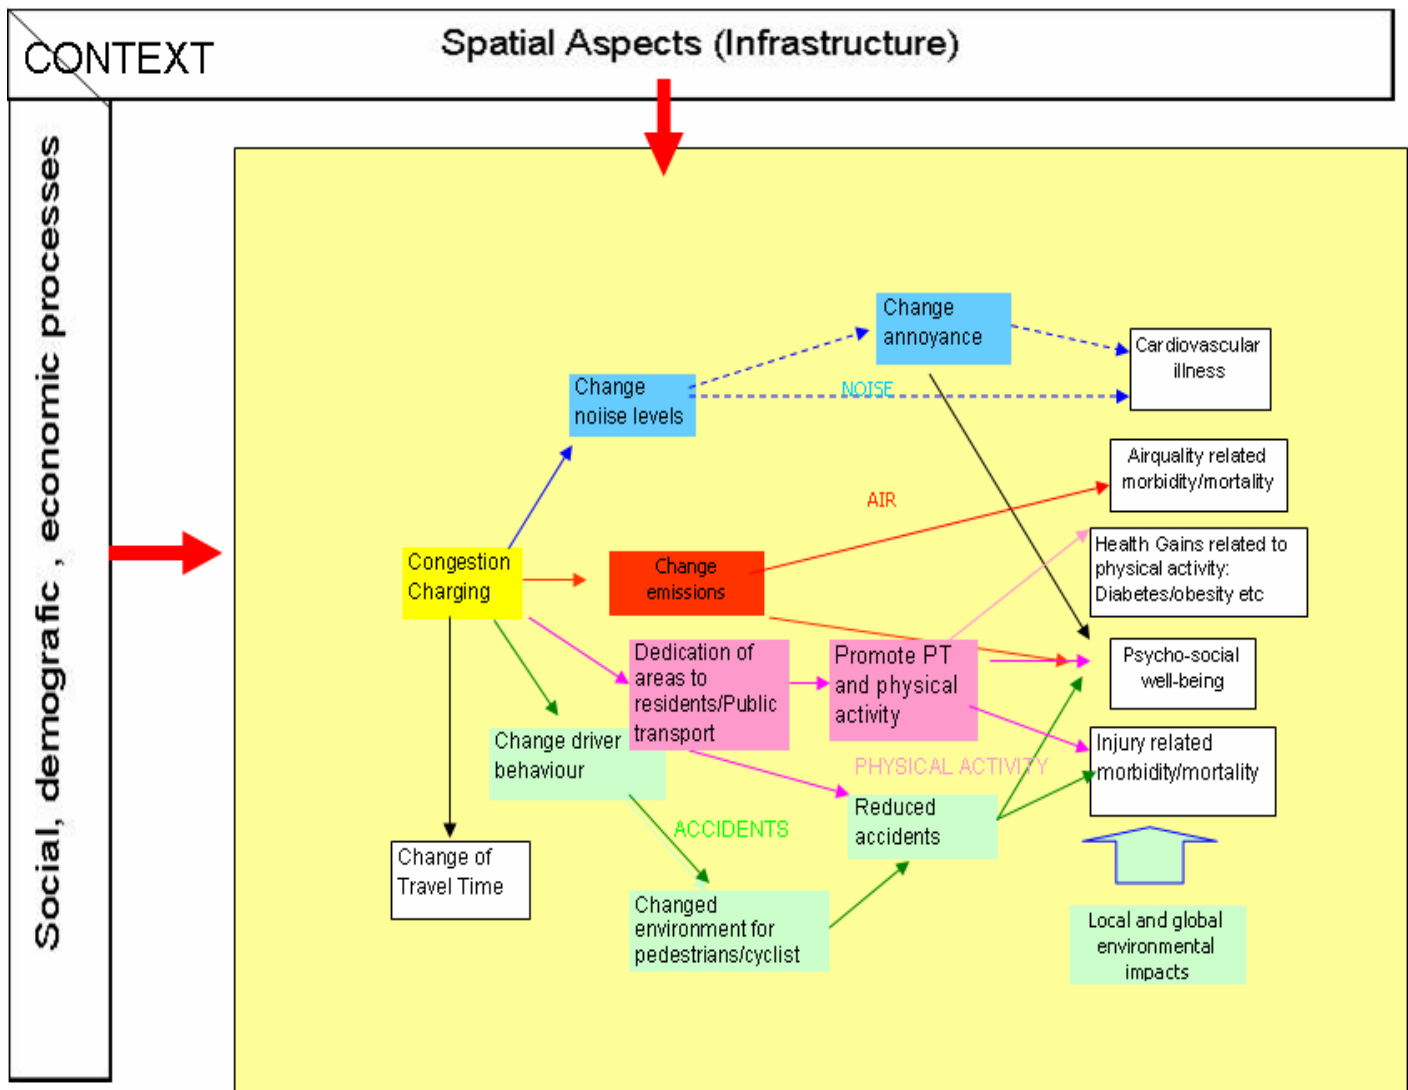 CONTEXT
Spatial Aspects (Infrastructure)
Social, demografic , economic processes
Change
annoyance
Cardiovascular
illness
Change
noiise levels
NOISE
Airquality related
morbidity/mortality
AIR
Health Gains related to
physical activity:
Diabetes/obesity etc
Congestion
Charging
Change
emissions
Dedication of
areas to
residents/Public
transport
Promote PT
and physical
activity
Psycho-social
well-being
Change driver
behaviour
PHYSICAL ACTIVITY
Injury related
morbidity/mortality
ACCIDENTS
Reduced
accidents
Change of
Travel Time
Changed
environment for
pedestrians/cyclist
Local and global
environmental
impacts